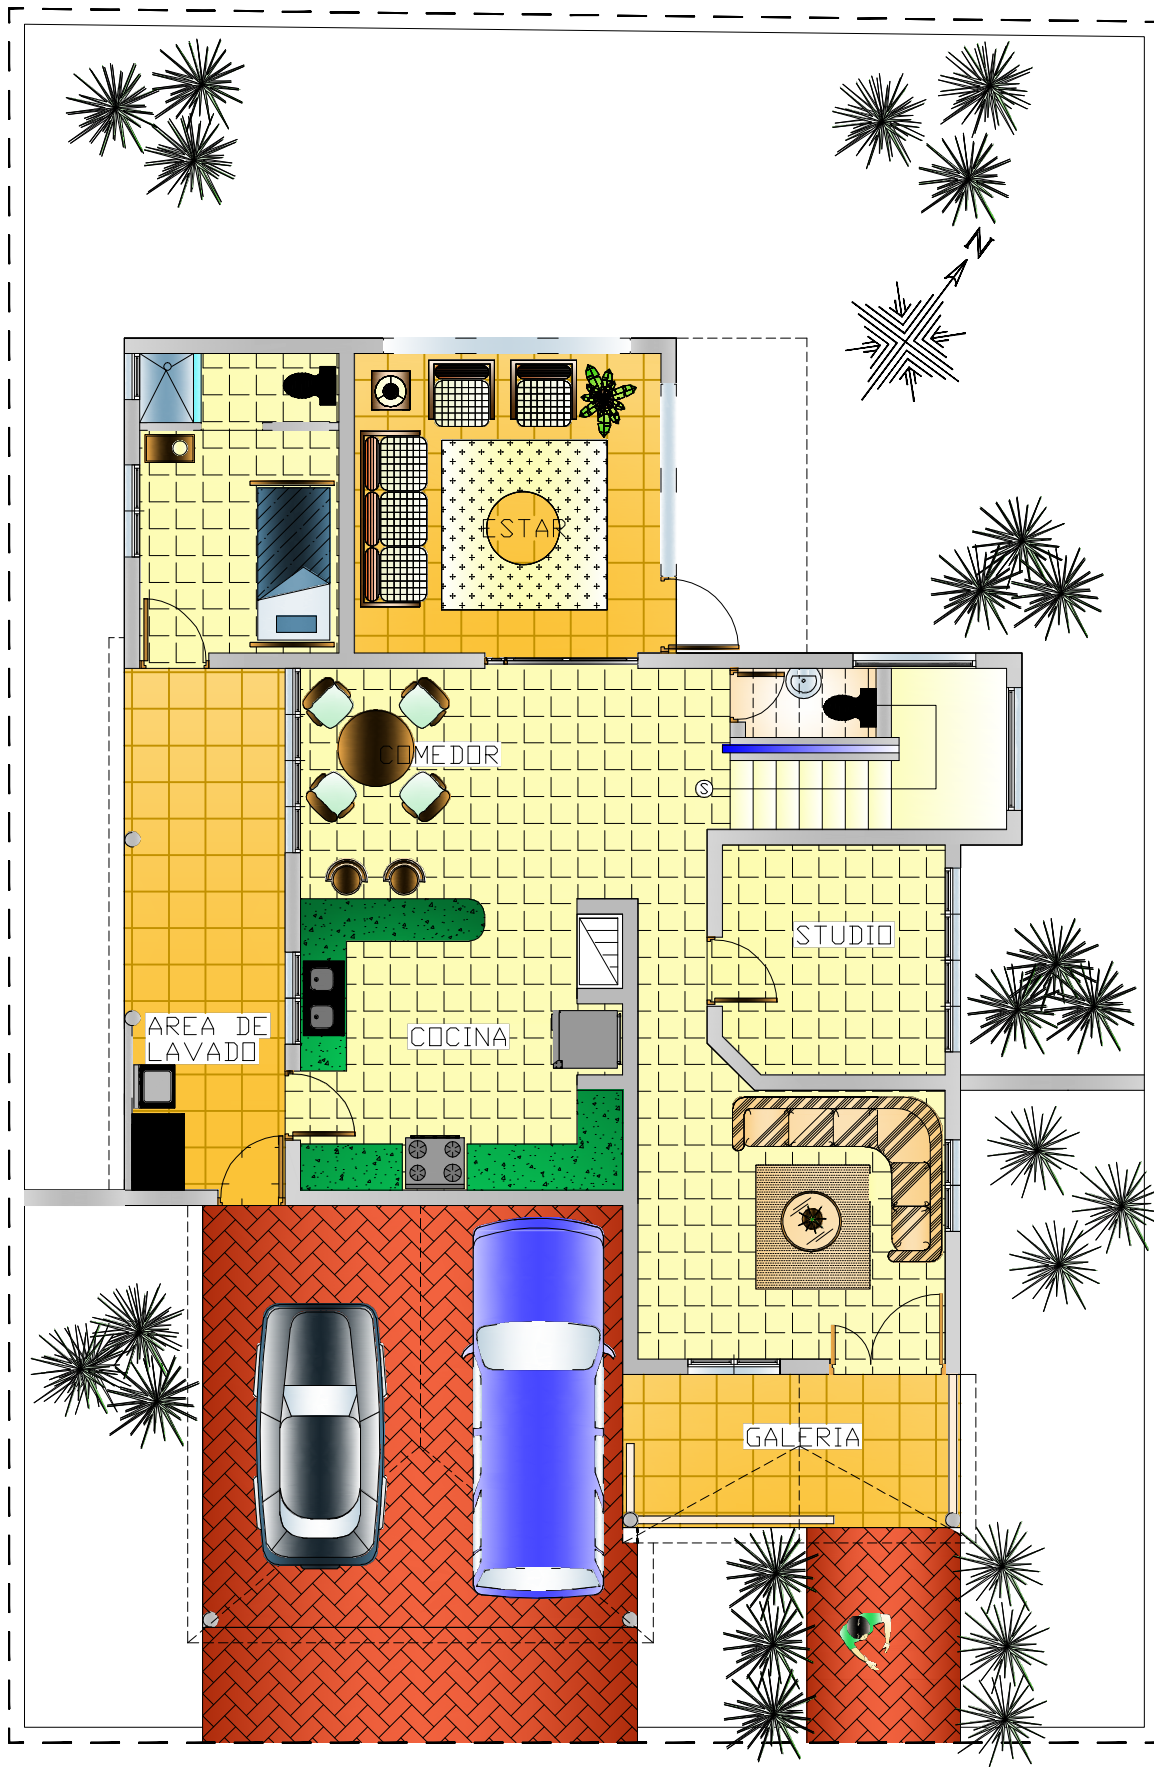 N
ESTAR
COMEDOR
S
STUDIO
AREA DE
LAVADO
COCINA
GALERIA